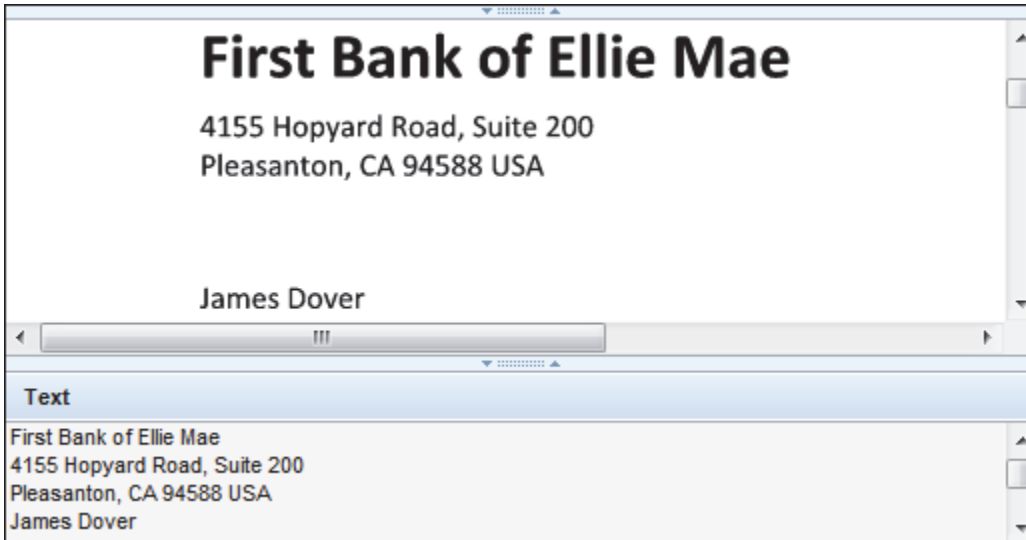 First Bank of Ellie Mae
4155 Hopyard Road, Suite 200
Pleasanton, CA 94588 USA
James Dover
Text
First Bank of Ellie Mae
4155 Hopyard Road, Suite 200
Pleasanton, CA 94588 USA
James Dover